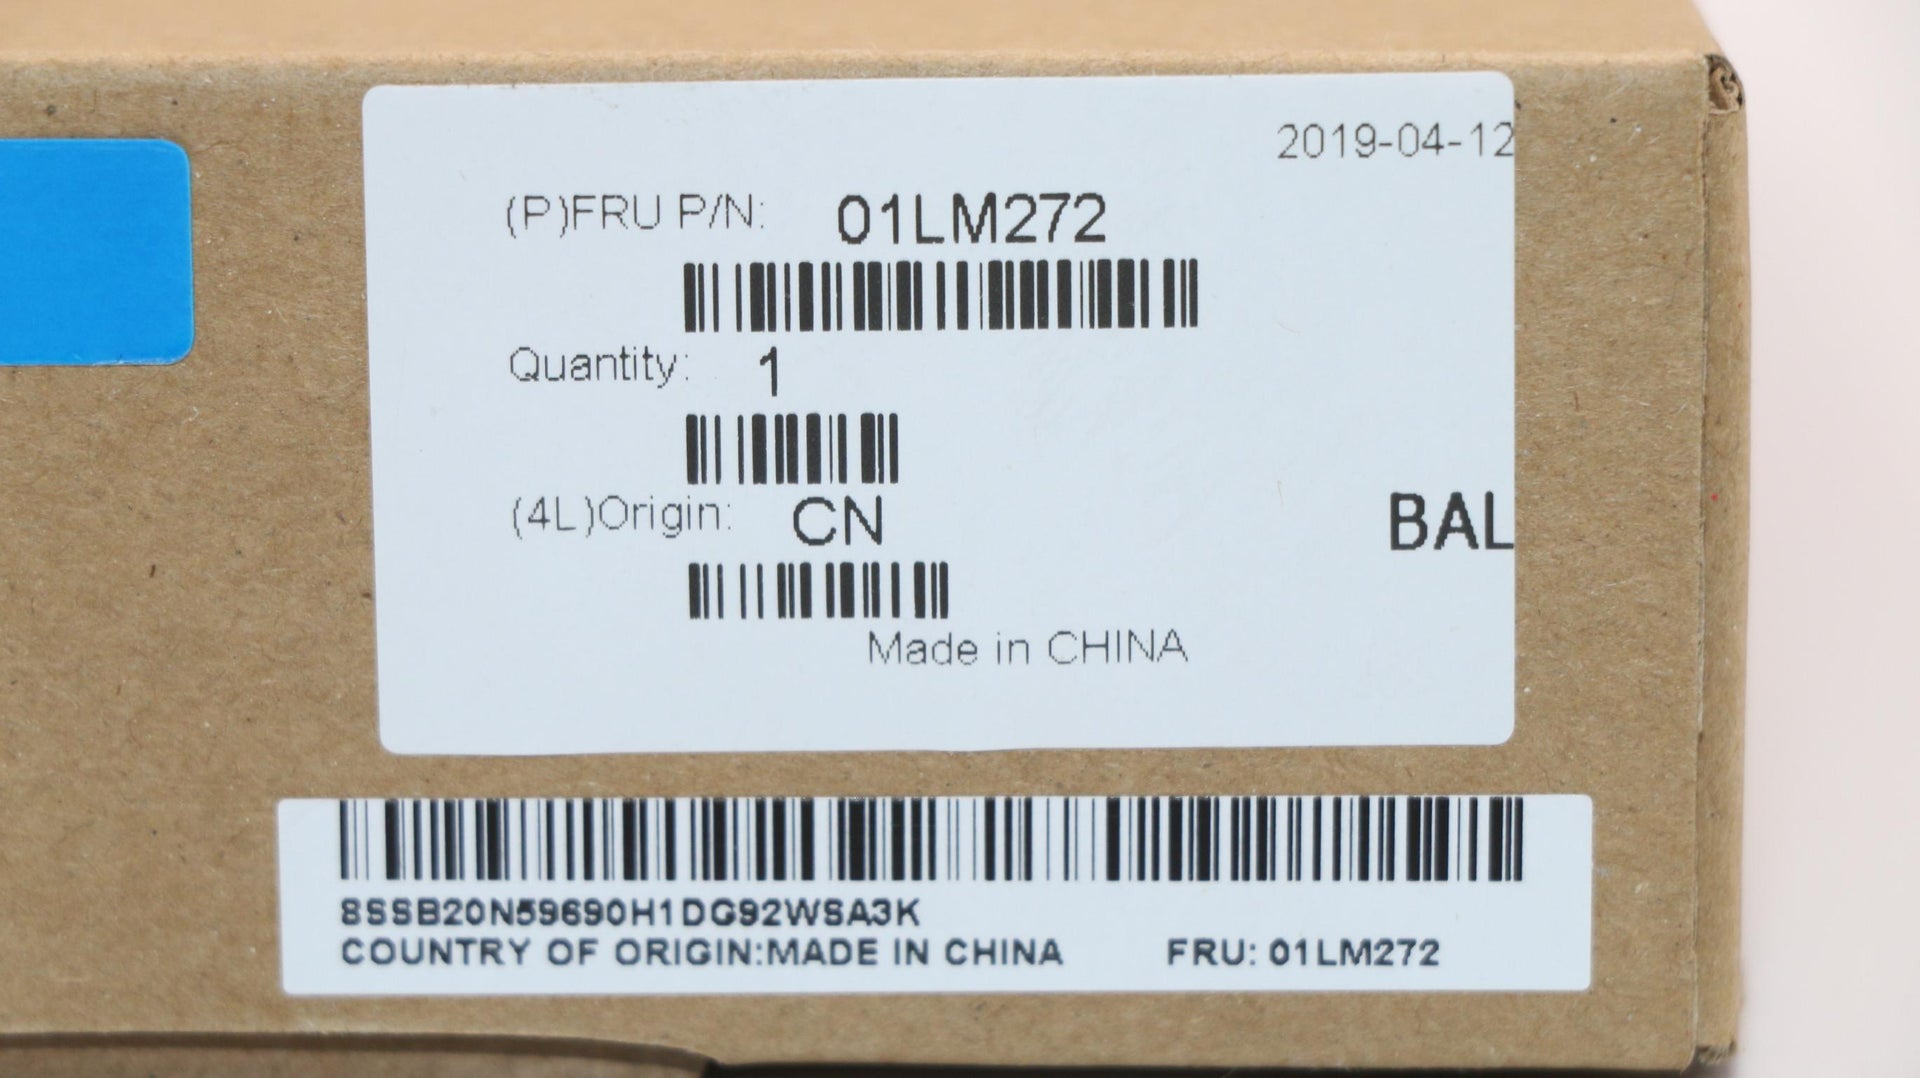 2019-04-12
(P)FRU P/N: 01LM272
Quantity: 1
(4L)Origin: CN
BAL
Made in CHINA
8SSB20N59690H1DG92WSA3K
COUNTRY OF ORIGIN:MADE IN CHINA FRU: 01LM272